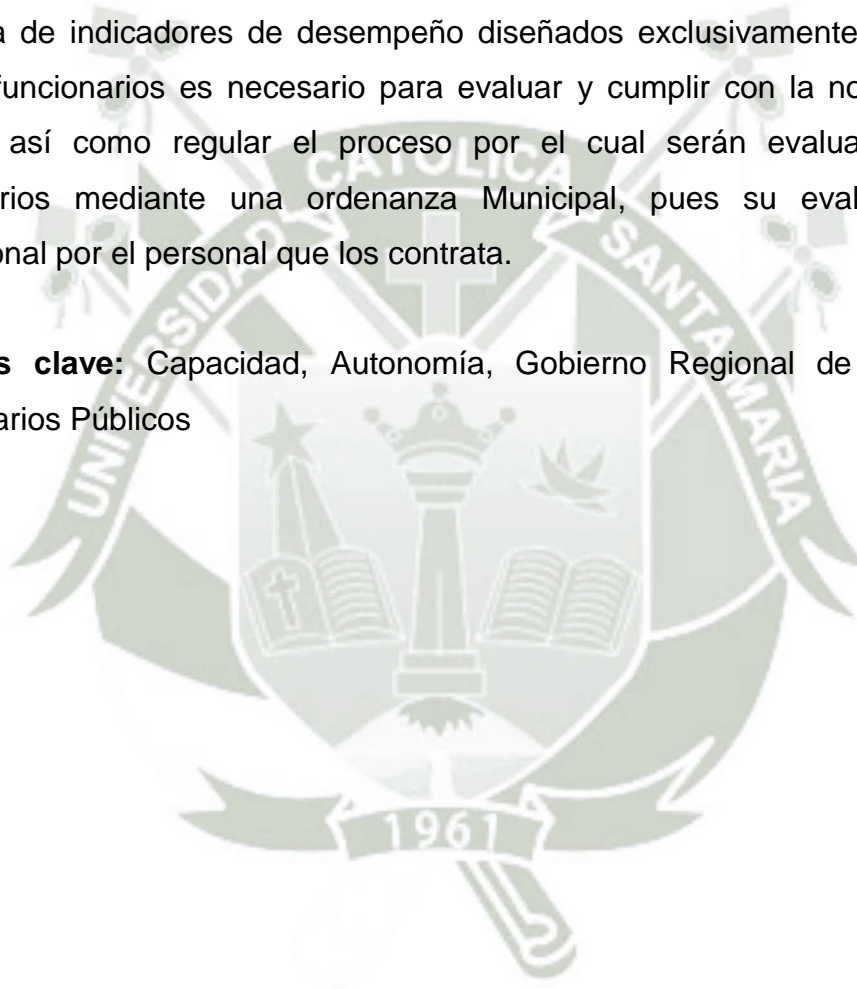 a de indicadores de desempeño diseñados exclusivamente
funcionarios es necesario para evaluar y cumplir con la no
así como regular el proceso por el cual serán evalua
rios mediante una ordenanza Municipal, pues su eval
onal por el personal que los contrata.
s clave: Capacidad, Autonomía, Gobierno Regional de
arios Públicos
UNIVERSIDAD CATOLICA SANTA MARIA
1961